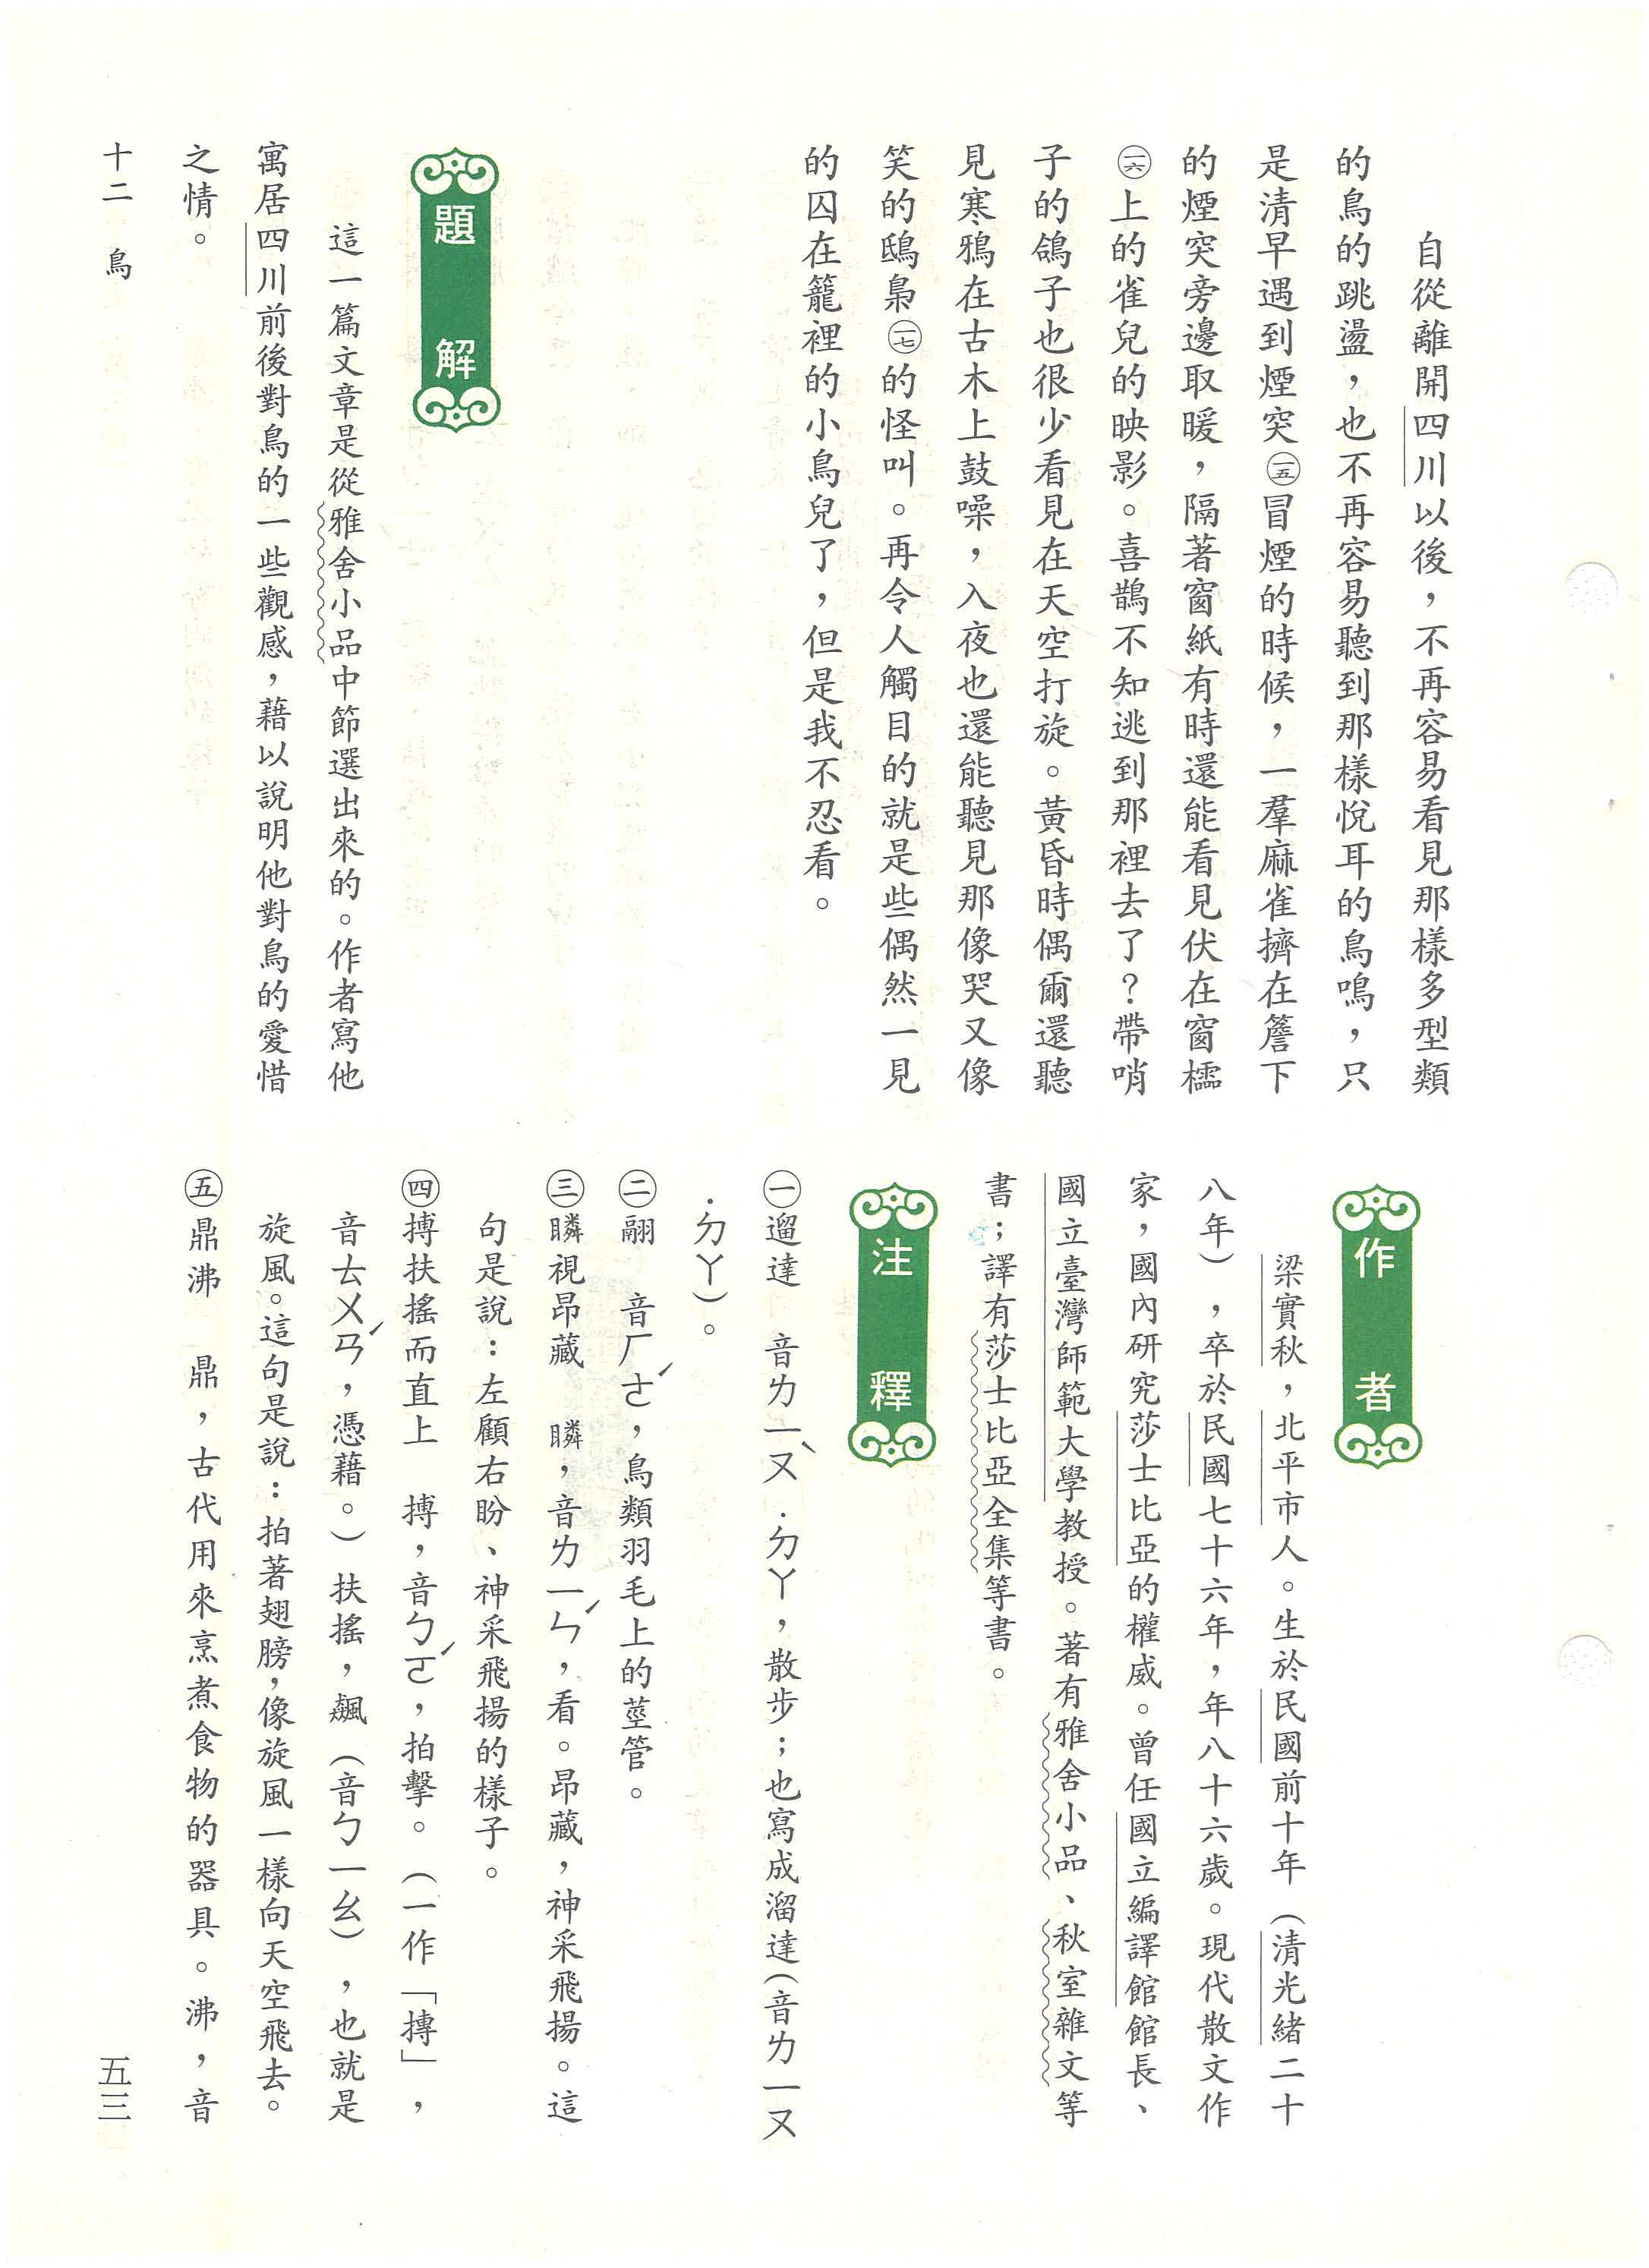 自從離開四川以後，不再容易看見那樣多型類
的鳥的跳盪，也不再容易聽到那樣悅耳的鳥鳴，只
是清早遇到煙突㊀㊄冒煙的時候，一羣麻雀擠在簷下
的煙突旁邊取暖，隔著窗紙有時還能看見伏在窗櫺
㊀㊅上的雀兒的映影。喜鵲不知逃到那裡去了？帶哨
子的鴿子也很少看見在天空打旋。黃昏時偶爾還聽
見寒鴉在古木上鼓噪，入夜也還能聽見那像哭又像
笑的鴟梟㊀㊆的怪叫。再令人觸目的就是些偶然一見
的囚在籠裡的小鳥兒了，但是我不忍看。
題解
這一篇文章是從雅舍小品中節選出來的。作者寫他
寓居四川前後對鳥的一些觀感，藉以說明他對鳥的愛惜
之情。
作者
梁實秋，北平市人。生於民國前十年（清光緒二十
八年），卒於民國七十六年，年八十六歲。現代散文作
家，國內研究莎士比亞的權威。曾任國立編譯館館長、
國立臺灣師範大學教授。著有雅舍小品、秋室雜文等
書；譯有莎士比亞全集等書。
注釋
㊀遛達　音ㄌㄧㄡˋ ˙ㄉㄚ，散步；也寫成溜達（音ㄌㄧㄡ
˙ㄉㄚ）。
㊁翮　音ㄏㄜˊ，鳥類羽毛上的莖管。
㊂瞵視昂藏　瞵，音ㄌㄧㄣˊ，看。昂藏，神采飛揚。這
句是說：左顧右盼、神采飛揚的樣子。
㊃搏扶搖而直上　搏，音ㄅㄛˊ，拍擊。（一作「摶」，
音ㄊㄨㄢˊ，憑藉。）扶搖，飆（音ㄅㄧㄠ），也就是
旋風。這句是說：拍著翅膀，像旋風一樣向天空飛去。
㊄鼎沸　鼎，古代用來烹煮食物的器具。沸，音
十二　鳥
五三